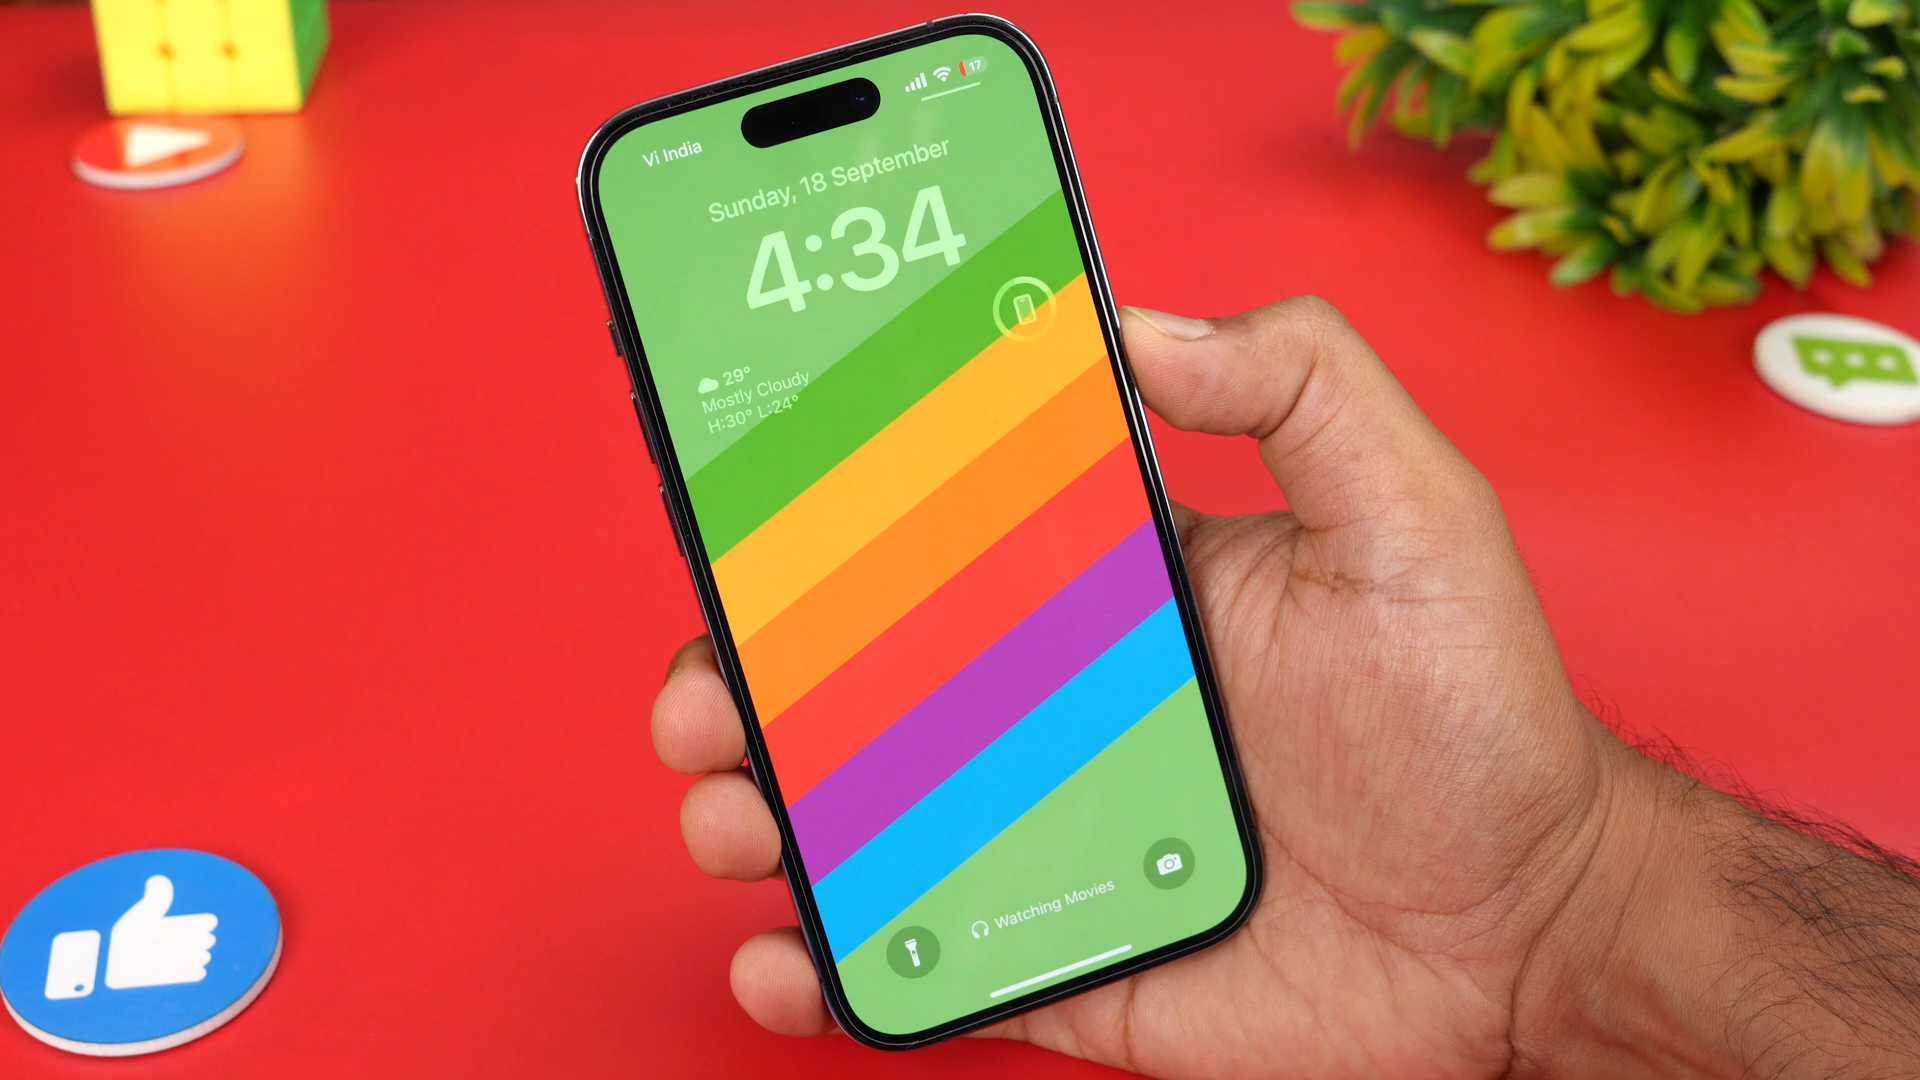 Vi India
17
Sunday, 18 September
4:34
29°
Mostly Cloudy
H:30° L:24°
Watching Movies